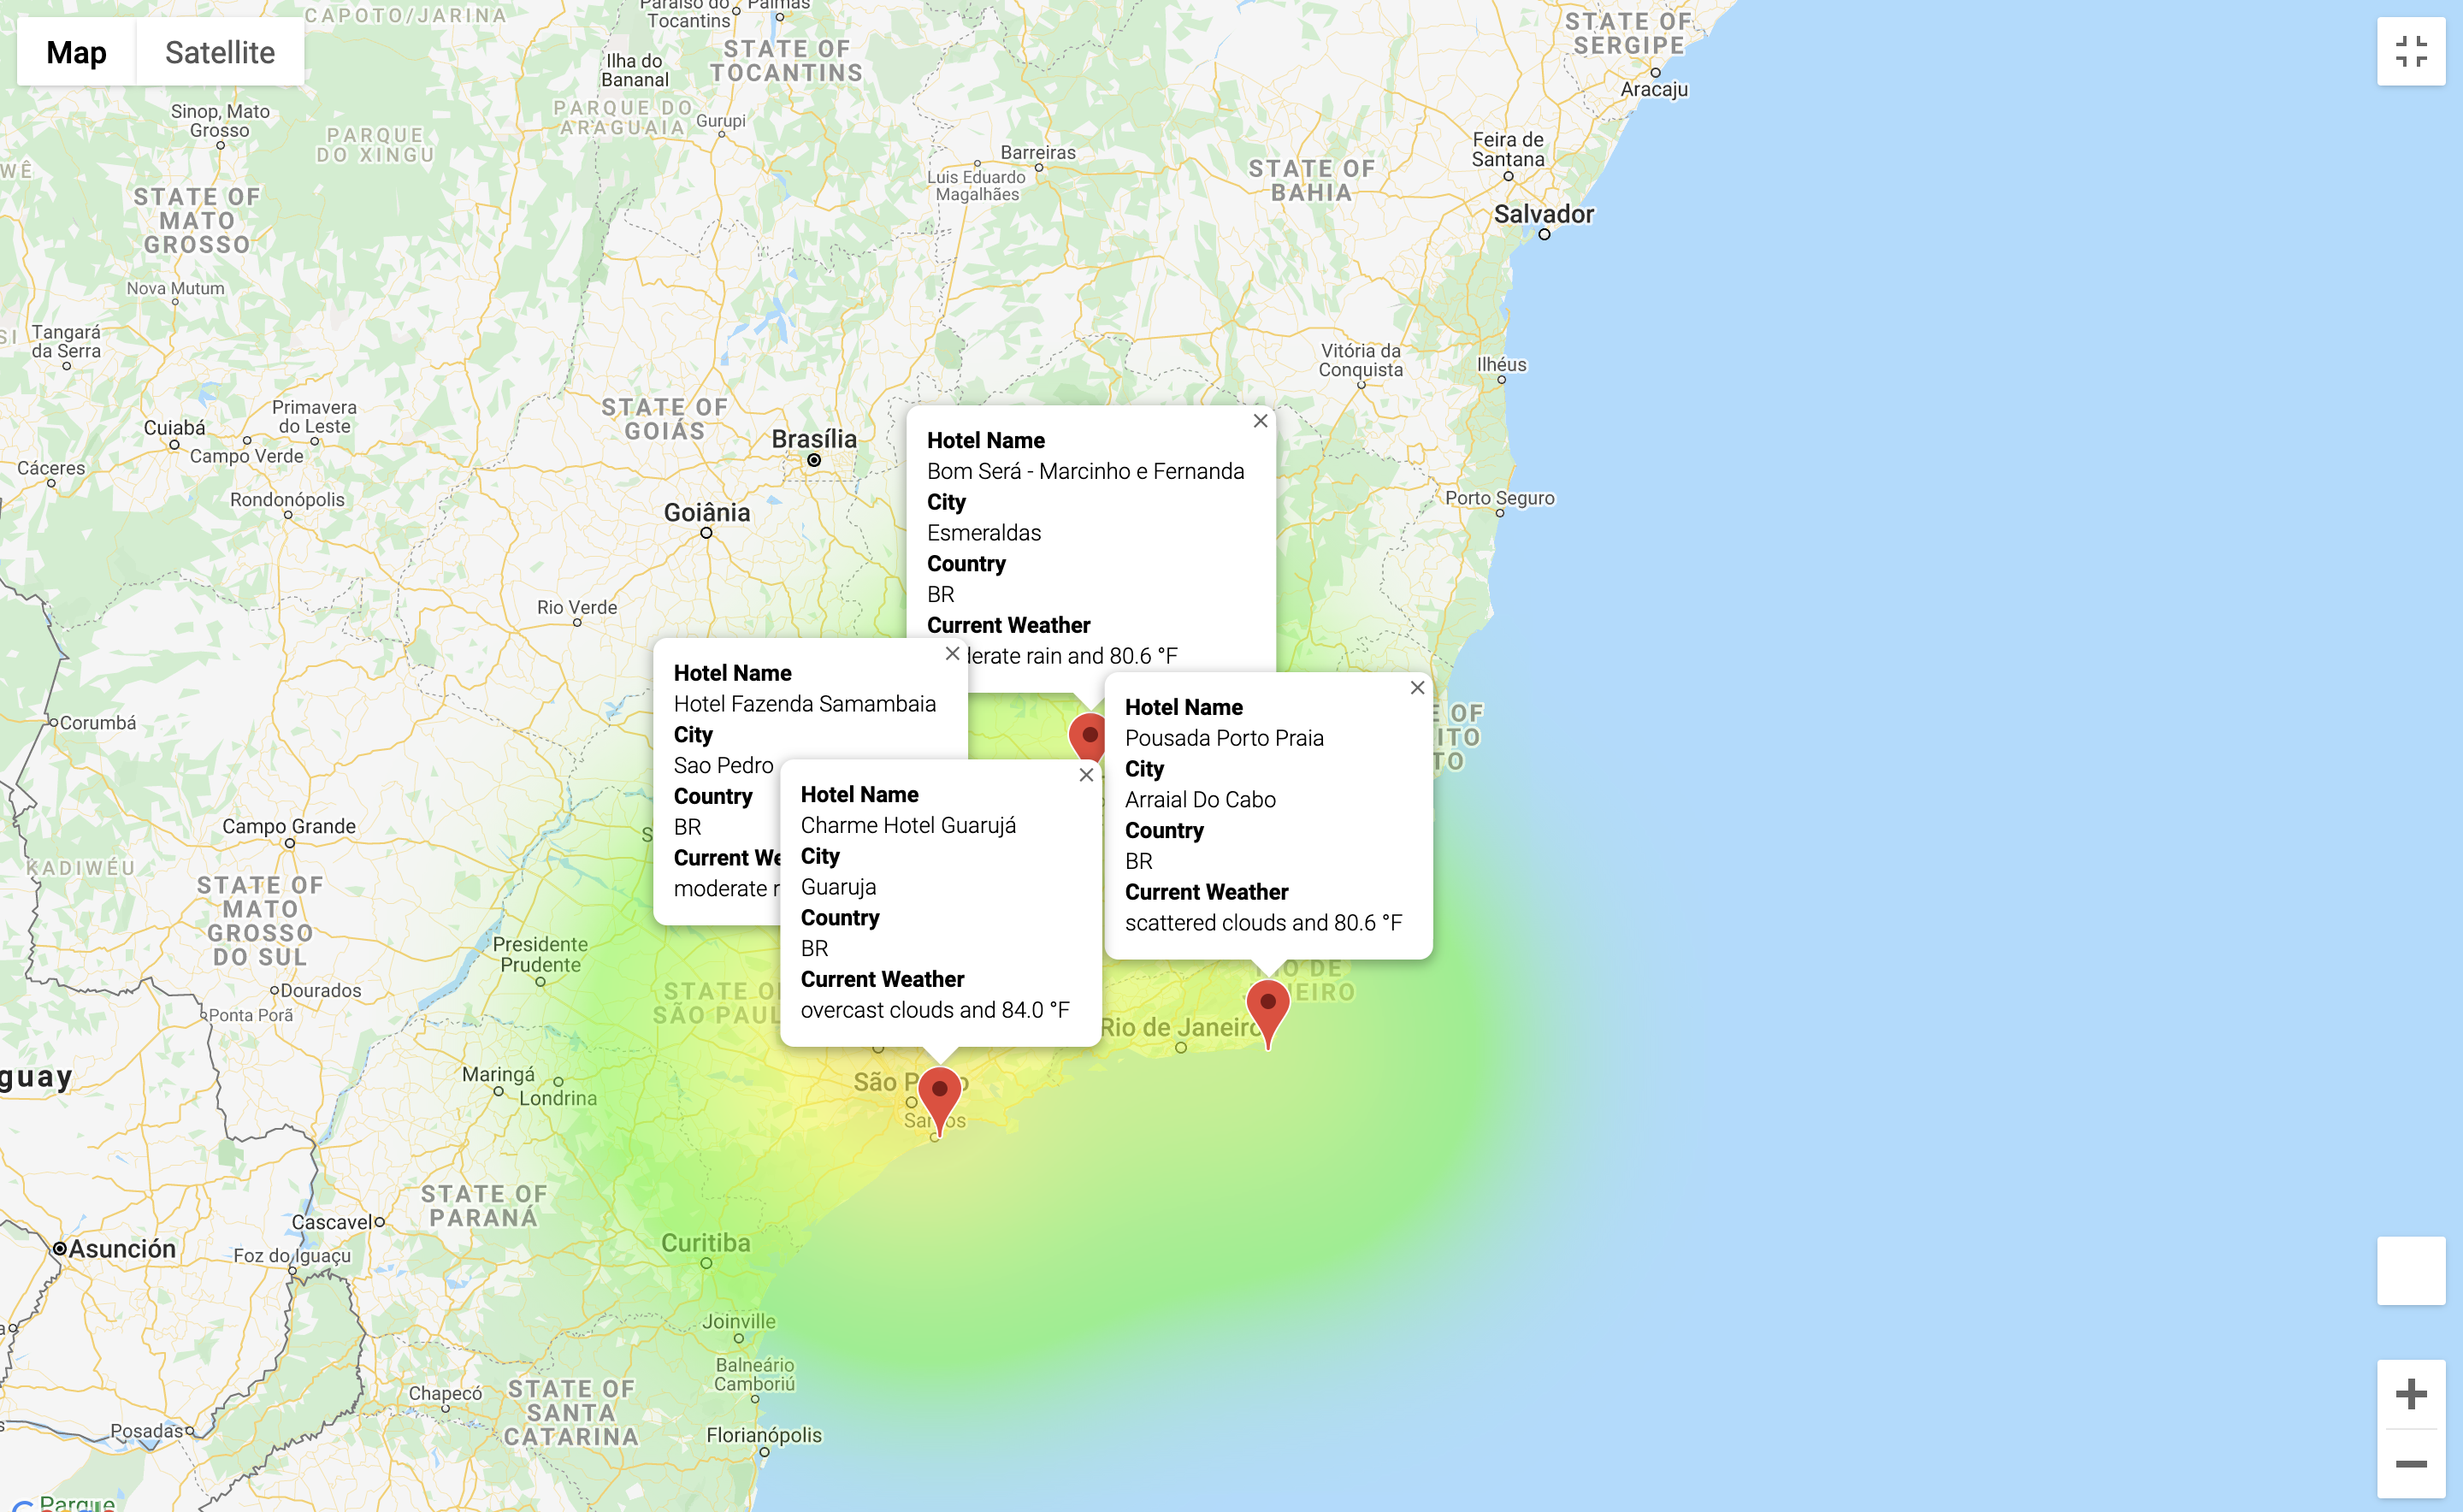 Map
Satellite
CAPOTO/JARINA
Paraíso do
Tocantins
Palmas
STATE OF
TOCANTINS
STATE OF
SERGIPE
Aracaju
Ilha do
Bananal
PARQUE DO
ARAGUAIA
Gurupi
Sinop, Mato
Grosso
PARQUE
DO XINGU
WÊ
STATE OF
MATO
GROSSO
Barreiras
Luis Eduardo
Magalhães
STATE OF
BAHIA
Feira de
Santana
Salvador
Nova Mutum
Tangará
da Serra
SI
Vitória da
Conquista
Ilhéus
STATE OF
GOIÁS
Brasília
Primavera
do Leste
Cuiabá
Campo Verde
Cáceres
Rondonópolis
Goiânia
Porto Seguro
Rio Verde
Hotel Name
Bom Será - Marcinho e Fernanda
City
Esmeraldas
Country
BR
Current Weather
derate rain and 80.6 °F
Hotel Name
Hotel Fazenda Samambaia
City
Sao Pedro
Country
BR
Current We
moderate r
Hotel Name
Charme Hotel Guarujá
City
Guaruja
Country
BR
Current Weather
overcast clouds and 84.0 °F
Hotel Name
Pousada Porto Praia
City
Arraial Do Cabo
Country
BR
Current Weather
scattered clouds and 80.6 °F
E OF
ITO
TO
Corumbá
Campo Grande
KADIWÉU
STATE OF
MATO
GROSSO
DO SUL
Presidente
Prudente
Dourados
Ponta Porã
STATE O
SÃO PAUL
RIO DE
JANEIRO
Rio de Janeiro
guay
Maringá
Londrina
São Paulo
Santos
STATE OF
PARANÁ
Cascavel
Asunción
Foz do Iguaçu
Curitiba
Joinville
Balneário
Camboriú
Chapecó
STATE OF
SANTA
CATARINA
Posadas
Florianópolis
Parque